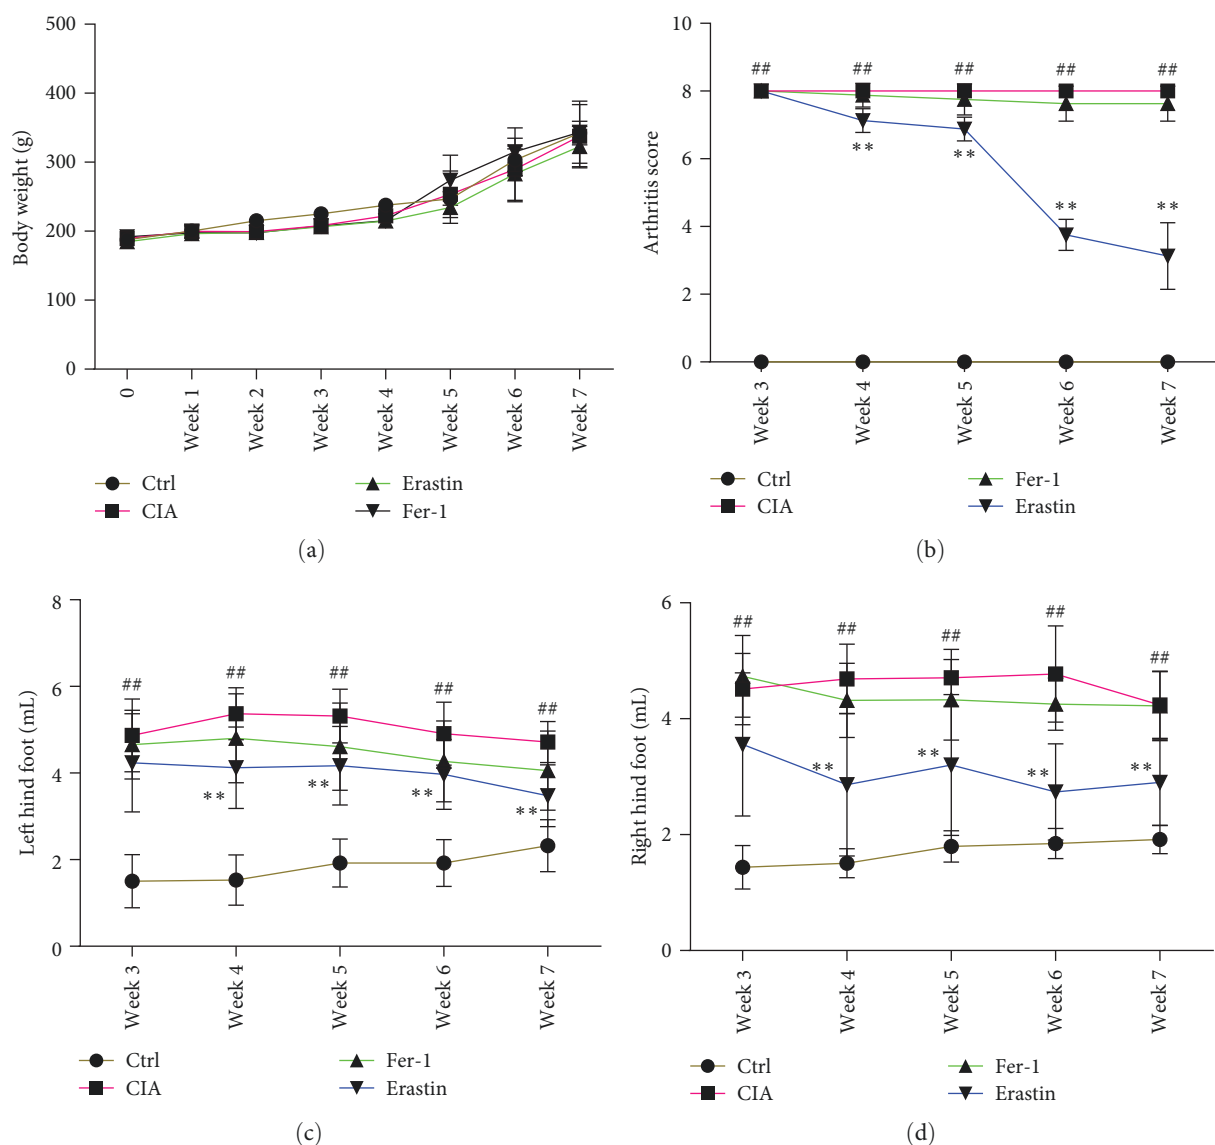 500
400
300
200
100
0
Body weight (g)
0
Week 1
Week 2
Week 3
Week 4
Week 5
Week 6
Week 7
Ctrl
CIA
Erastin
Fer-1
(a)
10
8
6
4
2
0
Arthritis score
## ## ## ## ##
** ** ** **
Week 3
Week 4
Week 5
Week 6
Week 7
Ctrl
CIA
Fer-1
Erastin
(b)
8
6
4
2
0
Left hind foot (mL)
## ## ## ## ##
** ** ** **
Week 3
Week 4
Week 5
Week 6
Week 7
Ctrl
CIA
Fer-1
Erastin
(c)
6
4
2
0
Right hind foot (mL)
## ## ## ## ##
** ** ** **
Week 3
Week 4
Week 5
Week 6
Week 7
Ctrl
CIA
Fer-1
Erastin
(d)